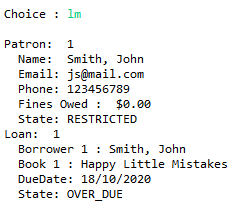 Choice : lm
Patron:  1
  Name:  Smith, John
  Email: js@mail.com
  Phone: 123456789
  Fines Owed :  $0.00
  State: RESTRICTED
Loan:  1
  Borrower 1 : Smith, John
  Book 1 : Happy Little Mistakes
  DueDate: 18/10/2020
  State: OVER_DUE